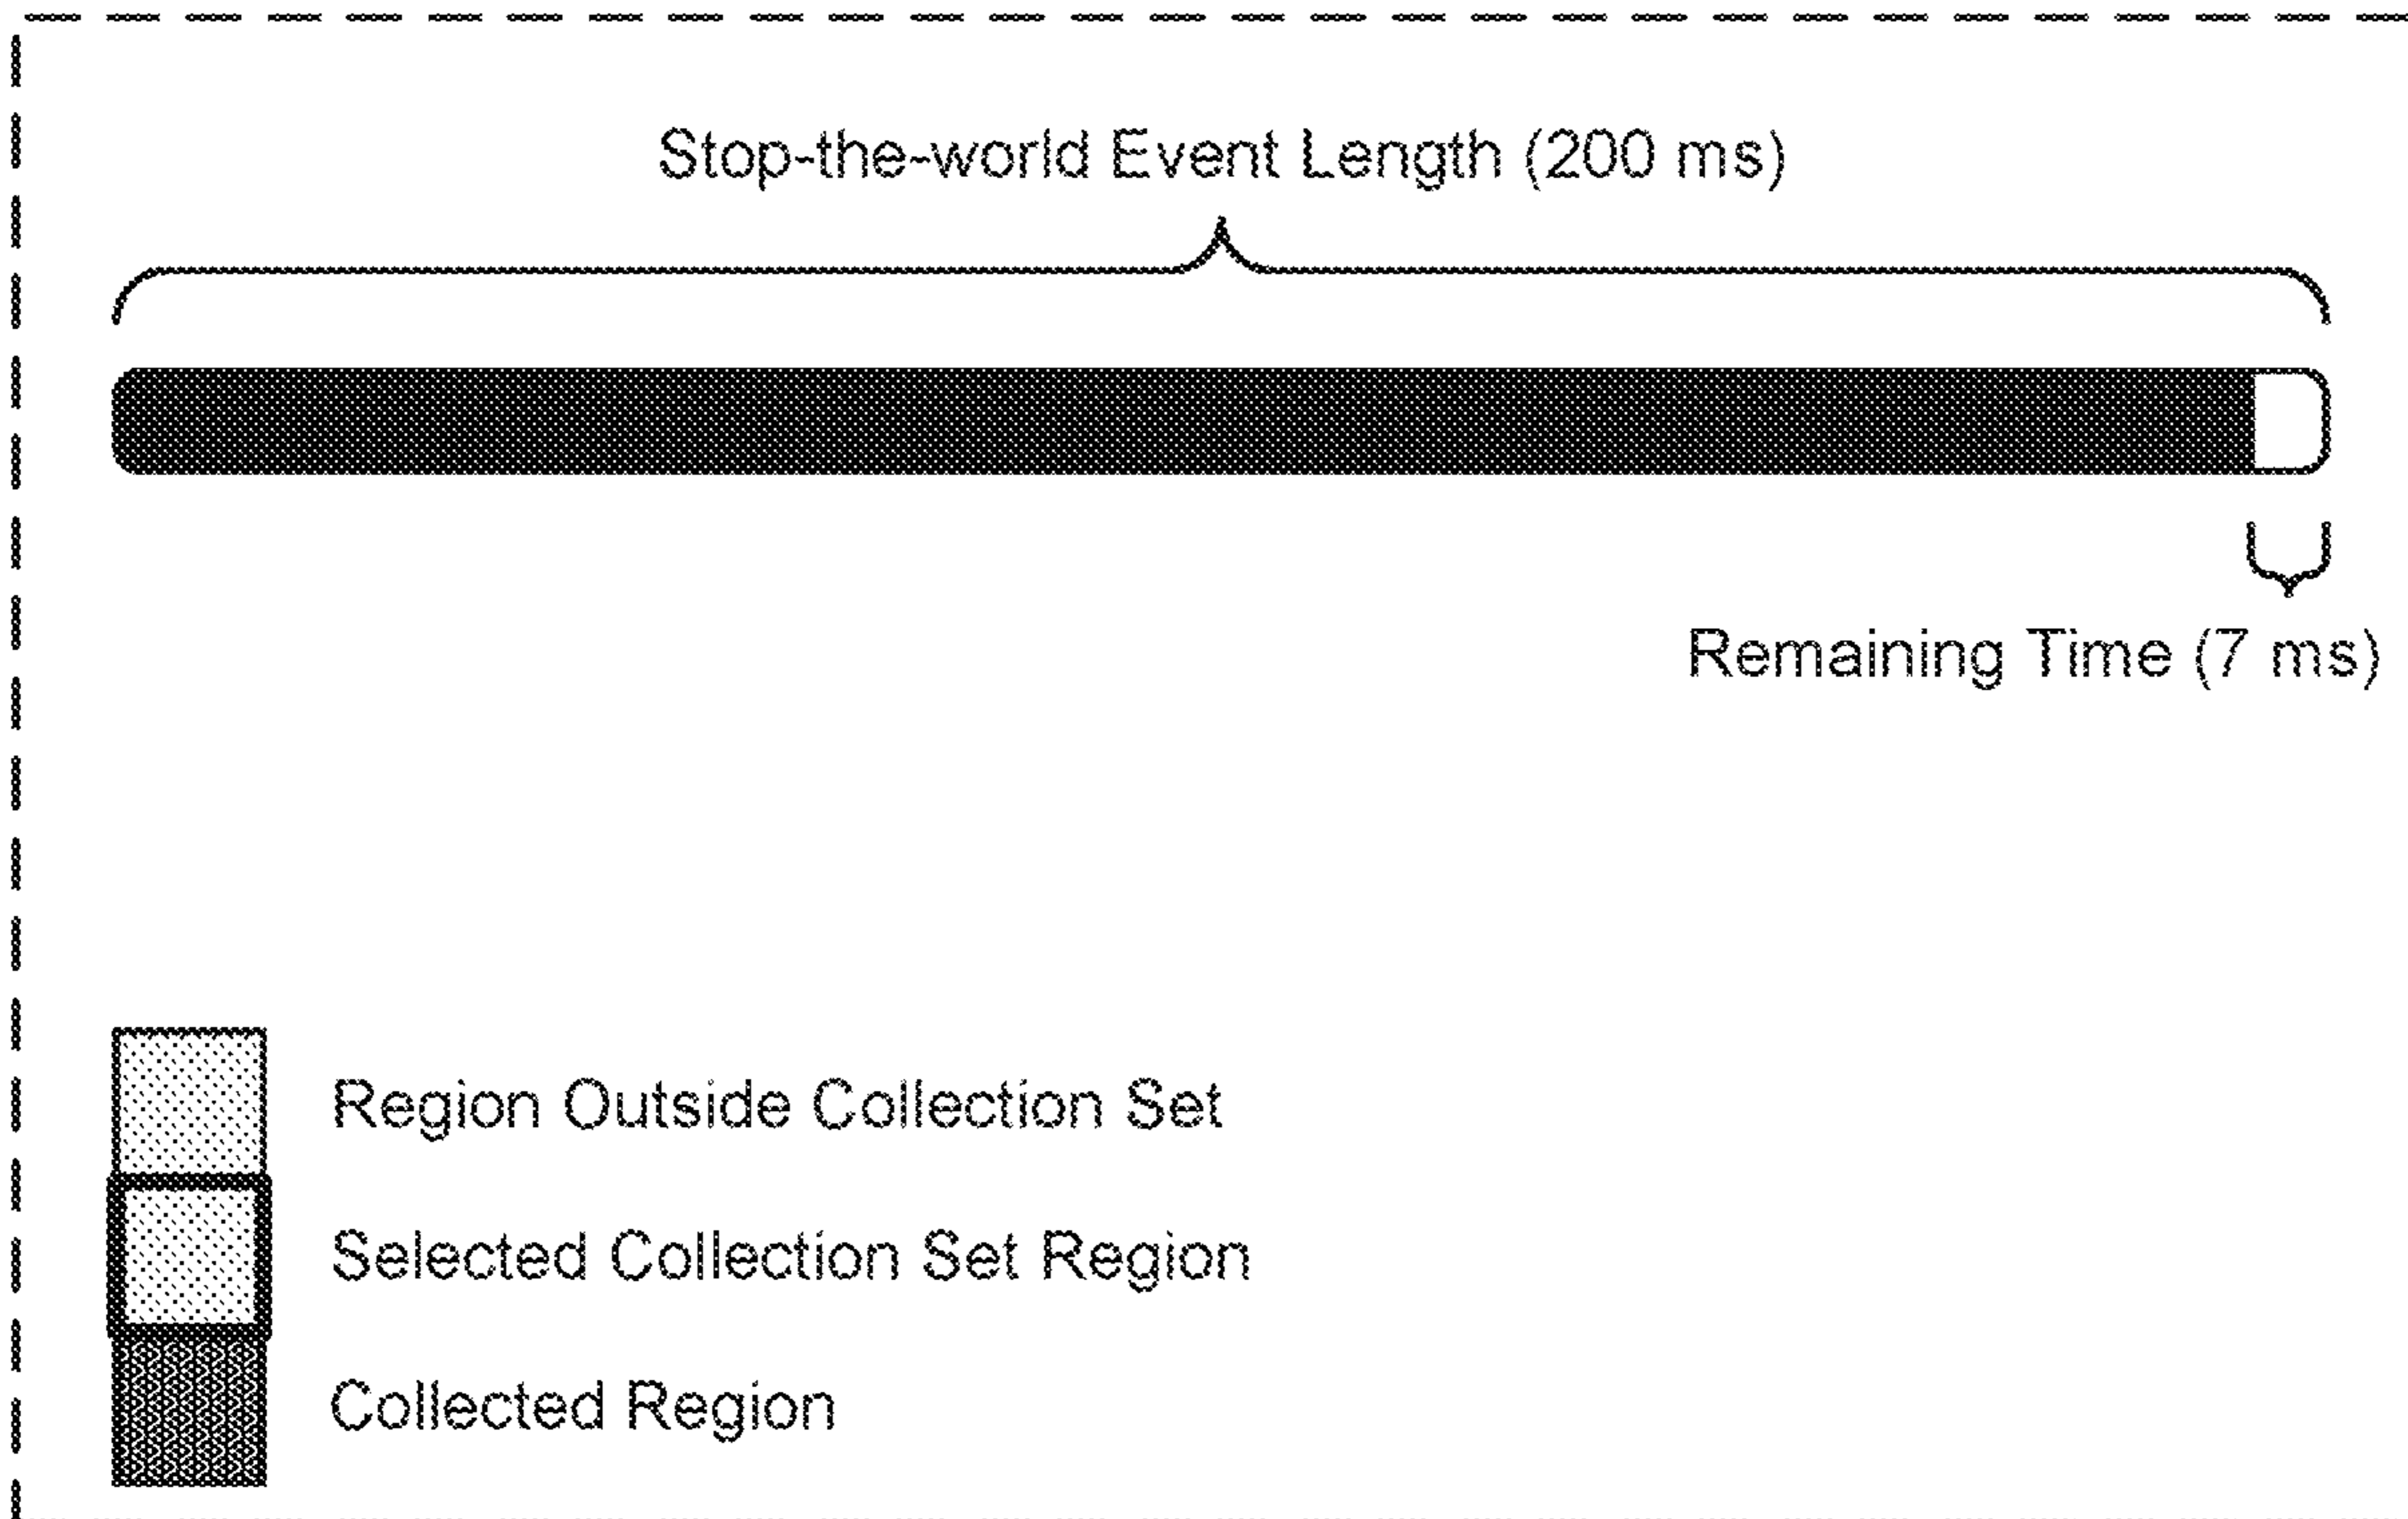 Stop-the-world Event Length (200 ms)
Remaining Time (7 ms)
Region Outside Collection Set
Selected Collection Set Region
Collected Region